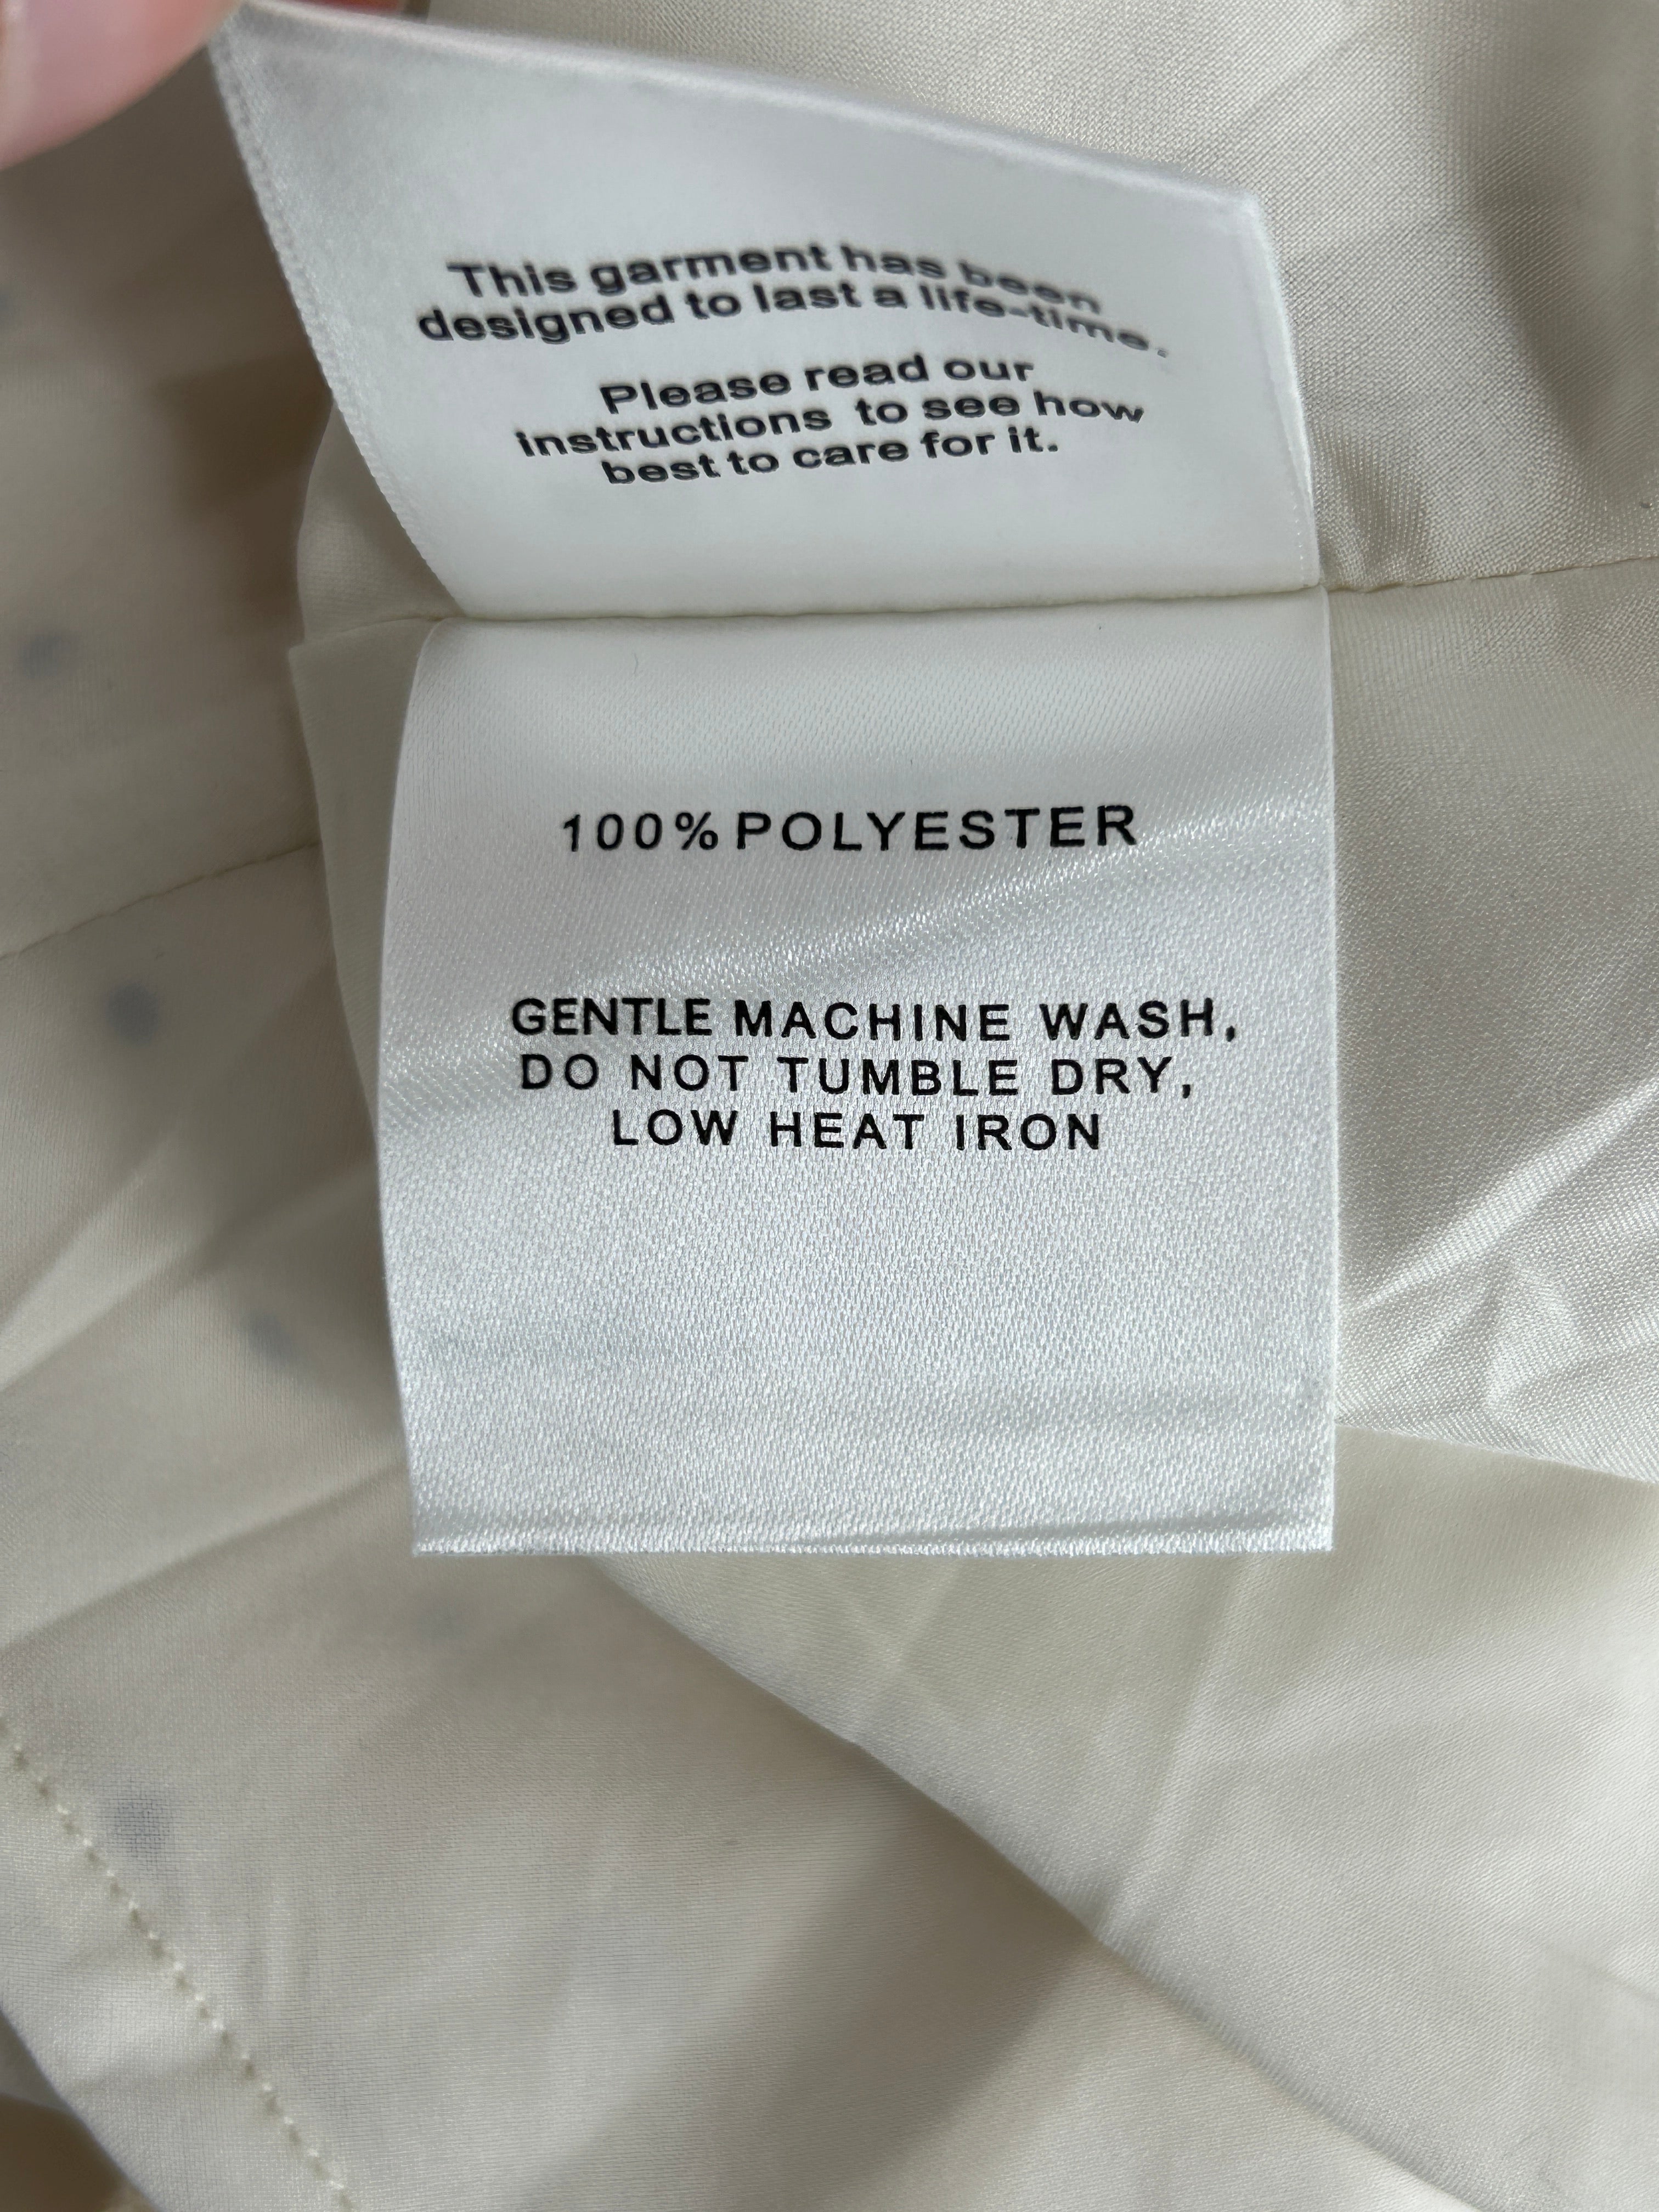 This garment has been
designed to last a life-time.
Please read our
instructions to see how
best to care for it.
100% POLYESTER
GENTLE MACHINE WASH,
DO NOT TUMBLE DRY,
LOW HEAT IRON